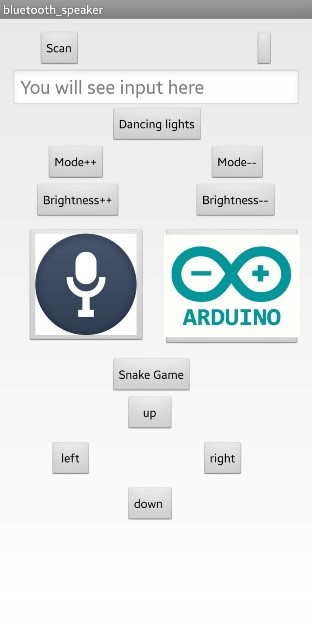 bluetooth_speaker
Scan
You will see input here
Dancing lights
Mode++ Mode--
Brightness++ Brightness--
ARDUINO
Snake Game
up
left right
down